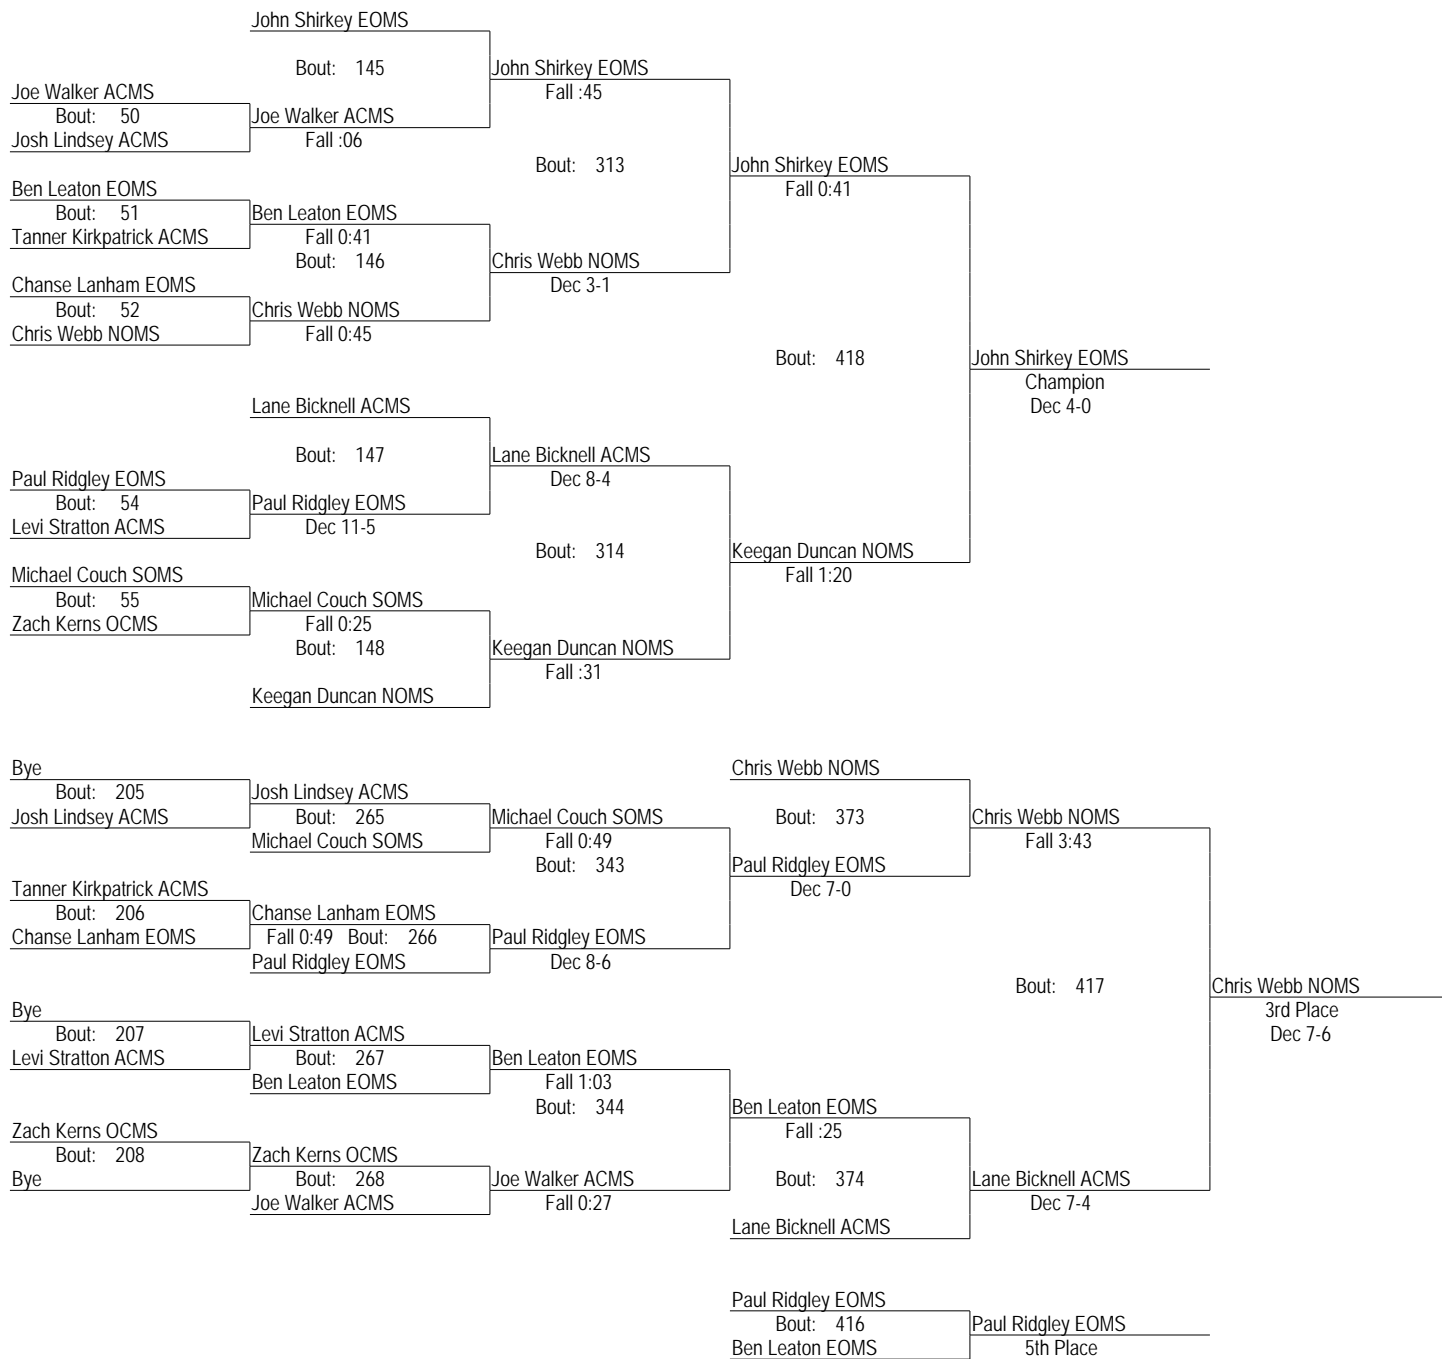 John Shirkey EOMS
Bout: 145
John Shirkey EOMS
Joe Walker ACMS
Fall :45
Bout: 50
Joe Walker ACMS
Josh Lindsey ACMS
Fall :06
Bout: 313
John Shirkey EOMS
Ben Leaton EOMS
Fall 0:41
Bout: 51
Ben Leaton EOMS
Tanner Kirkpatrick ACMS
Fall 0:41
Bout: 146
Chris Webb NOMS
Chanse Lanham EOMS
Dec 3-1
Bout: 52
Chris Webb NOMS
Chris Webb NOMS
Fall 0:45
Bout: 418
John Shirkey EOMS
Champion
Dec 4-0
Lane Bicknell ACMS
Bout: 147
Lane Bicknell ACMS
Paul Ridgley EOMS
Dec 8-4
Bout: 54
Paul Ridgley EOMS
Levi Stratton ACMS
Dec 11-5
Bout: 314
Keegan Duncan NOMS
Michael Couch SOMS
Fall 1:20
Bout: 55
Michael Couch SOMS
Zach Kerns OCMS
Fall 0:25
Bout: 148
Keegan Duncan NOMS
Fall :31
Keegan Duncan NOMS
Bye
Chris Webb NOMS
Bout: 205
Josh Lindsey ACMS
Josh Lindsey ACMS
Bout: 265
Michael Couch SOMS
Bout: 373
Chris Webb NOMS
Michael Couch SOMS
Fall 0:49
Fall 3:43
Bout: 343
Paul Ridgley EOMS
Tanner Kirkpatrick ACMS
Dec 7-0
Bout: 206
Chanse Lanham EOMS
Chanse Lanham EOMS
Fall 0:49 Bout: 266
Paul Ridgley EOMS
Paul Ridgley EOMS
Dec 8-6
Bout: 417
Chris Webb NOMS
Bye
3rd Place
Bout: 207
Levi Stratton ACMS
Dec 7-6
Levi Stratton ACMS
Bout: 267
Ben Leaton EOMS
Ben Leaton EOMS
Fall 1:03
Bout: 344
Ben Leaton EOMS
Zach Kerns OCMS
Fall :25
Bout: 208
Zach Kerns OCMS
Bye
Bout: 268
Joe Walker ACMS
Bout: 374
Lane Bicknell ACMS
Joe Walker ACMS
Fall 0:27
Dec 7-4
Lane Bicknell ACMS
Paul Ridgley EOMS
Bout: 416
Paul Ridgley EOMS
Ben Leaton EOMS
5th Place